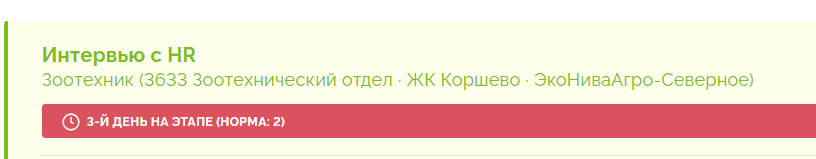 Интервью с HR
Зоотехник (3633 Зоотехнический отдел · ЖК Коршево · ЭкоНиваАгро-Северное)
3-Й ДЕНЬ НА ЭТАПЕ (НОРМА: 2)